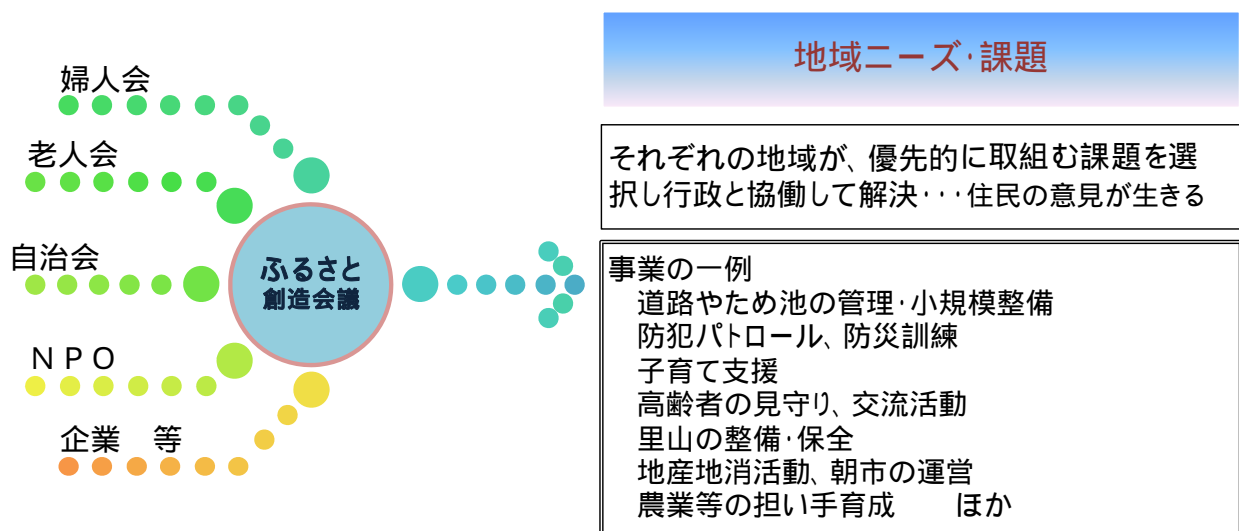 婦人会
老人会
自治会
ＮＰＯ
企業　等
ふるさと
創造会議
地域ニーズ・課題
それぞれの地域が、優先的に取組む課題を選
択し行政と協働して解決・・・住民の意見が生きる
事業の一例
道路やため池の管理・小規模整備
防犯パトロール、防災訓練
子育て支援
高齢者の見守り、交流活動
里山の整備・保全
地産地消活動、朝市の運営
農業等の担い手育成　　ほか